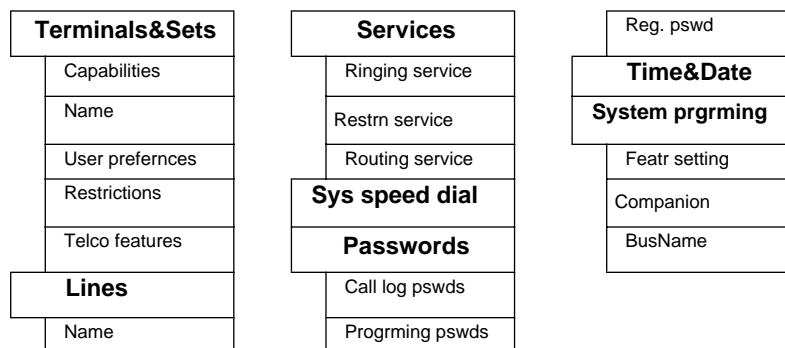 Terminals&Sets
Capabilities
Name
User prefernces
Restrictions
Telco features
Lines
Name
Services
Ringing service
Restrn service
Routing service
Sys speed dial
Passwords
Call log pswds
Progrming pswds
Reg. pswd
Time&Date
System prgrming
Featr setting
Companion
BusName